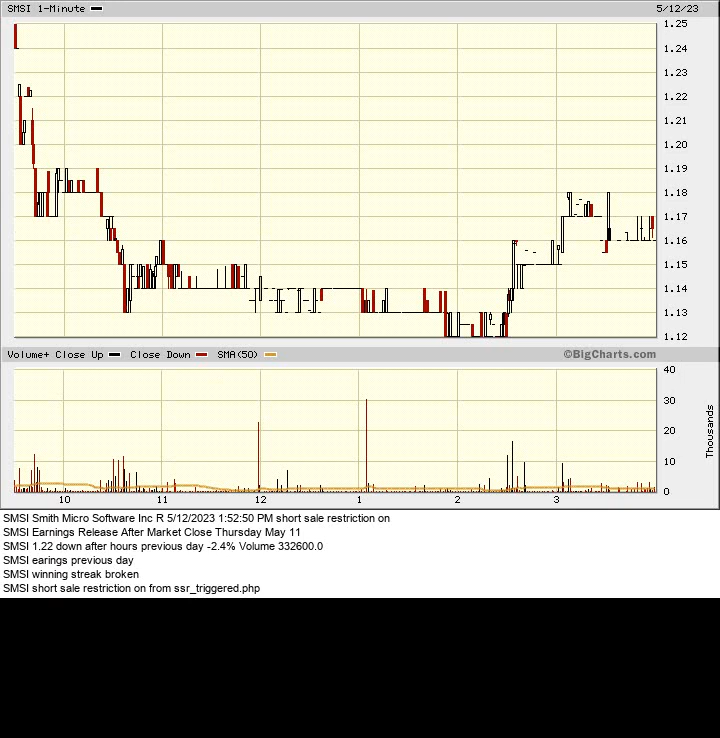 SMSI 1-Minute 5/12/23
1.25
1.24
1.23
1.22
1.21
1.20
1.19
1.18
1.17
1.16
1.15
1.14
1.13
1.12
Volume+ Close Up Close Down SMA(50) ©BigCharts.com
40
30
20
10
0
Thousands
10 11 12 1 2 3
SMSI Smith Micro Software Inc R 5/12/2023 1:52:50 PM short sale restriction on
SMSI Earnings Release After Market Close Thursday May 11
SMSI 1.22 down after hours previous day -2.4% Volume 332600.0
SMSI earings previous day
SMSI winning streak broken
SMSI short sale restriction on from ssr_triggered.php